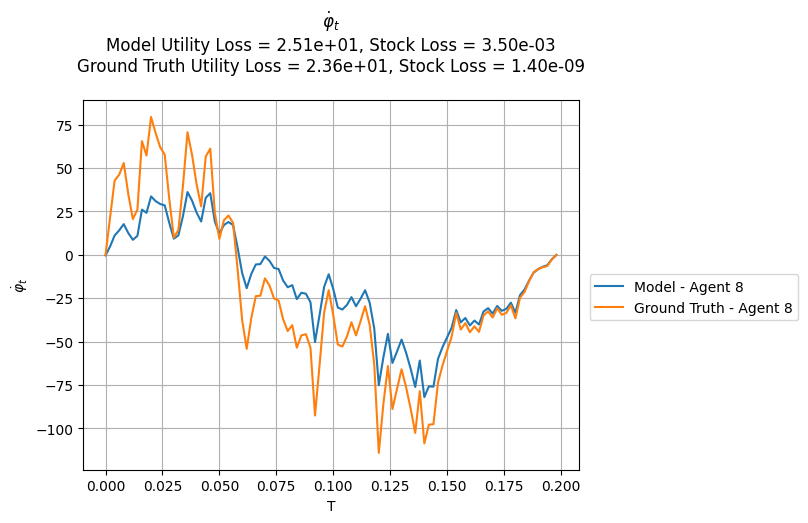 φ̇ₜ
Model Utility Loss = 2.51e+01, Stock Loss = 3.50e-03
Ground Truth Utility Loss = 2.36e+01, Stock Loss = 1.40e-09
75
50
25
0
−25
−50
−75
−100
φ̇ₜ
0.000 0.025 0.050 0.075 0.100 0.125 0.150 0.175 0.200
T
Model - Agent 8
Ground Truth - Agent 8